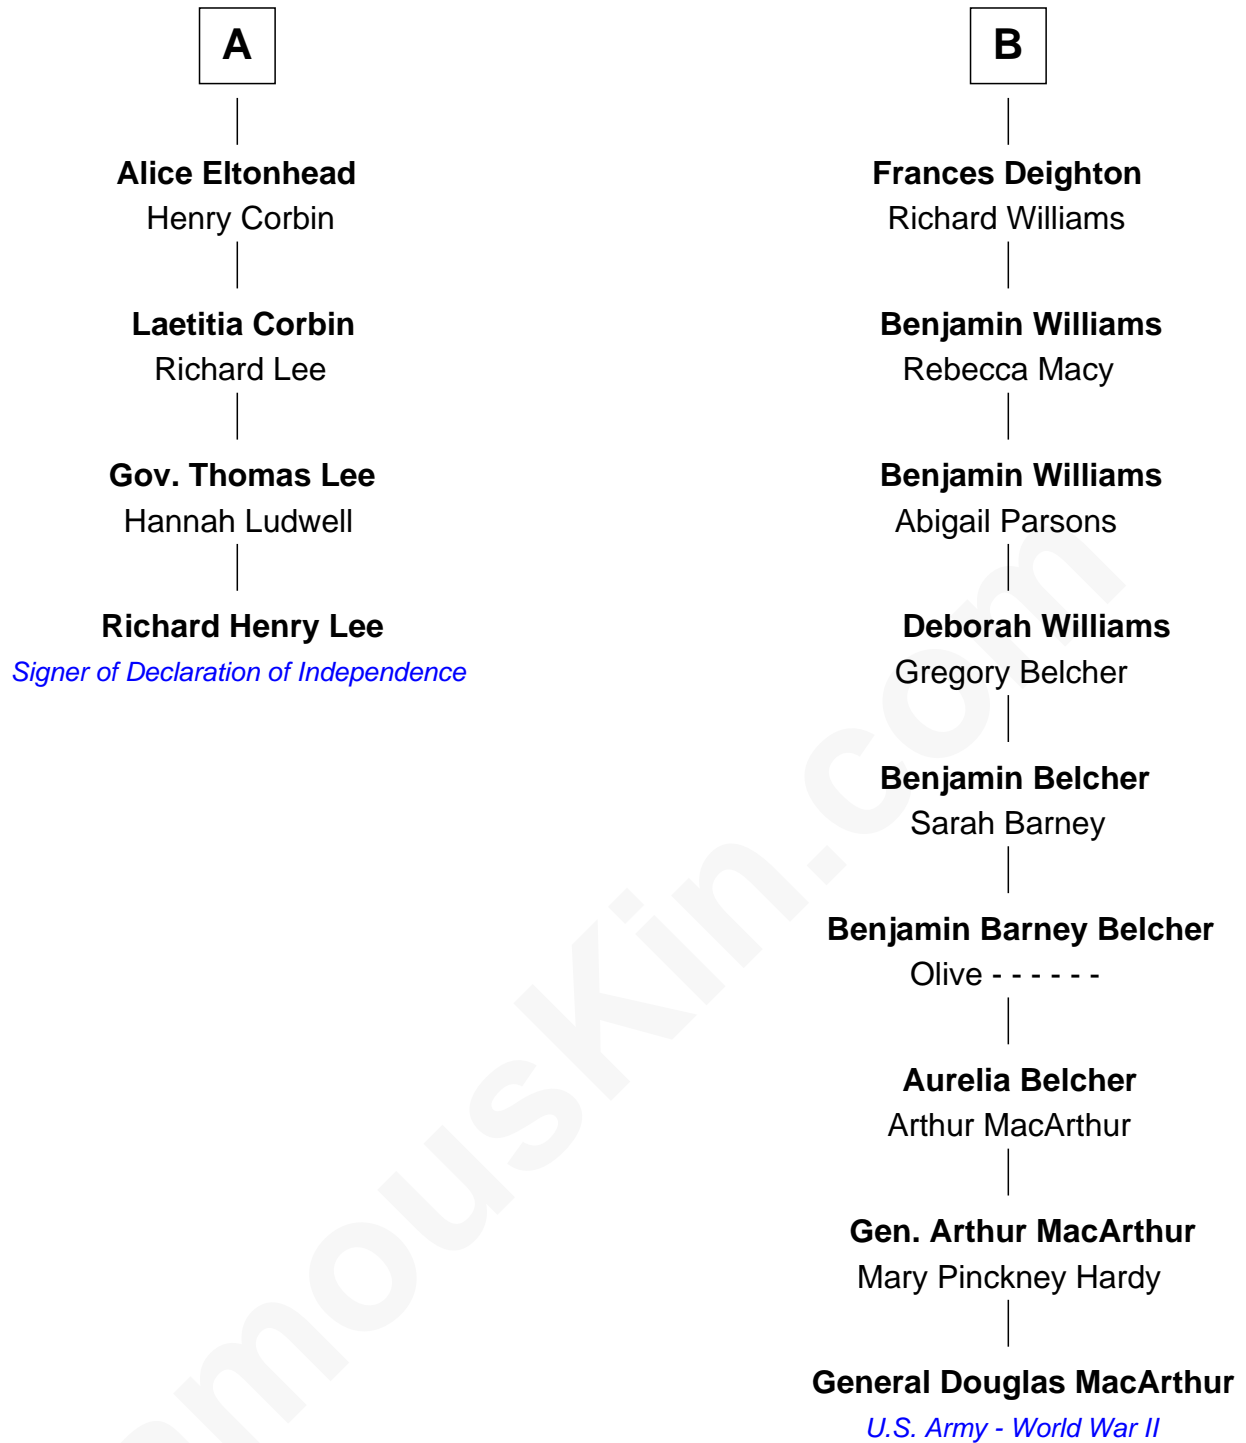 A
Alice Eltonhead
Henry Corbin
Laetitia Corbin
Richard Lee
Gov. Thomas Lee
Hannah Ludwell
Richard Henry Lee
Signer of Declaration of Independence
B
Frances Deighton
Richard Williams
Benjamin Williams
Rebecca Macy
Benjamin Williams
Abigail Parsons
Deborah Williams
Gregory Belcher
Benjamin Belcher
Sarah Barney
Benjamin Barney Belcher
Olive - - - - - -
Aurelia Belcher
Arthur MacArthur
Gen. Arthur MacArthur
Mary Pinckney Hardy
General Douglas MacArthur
U.S. Army - World War II
amousKin.com